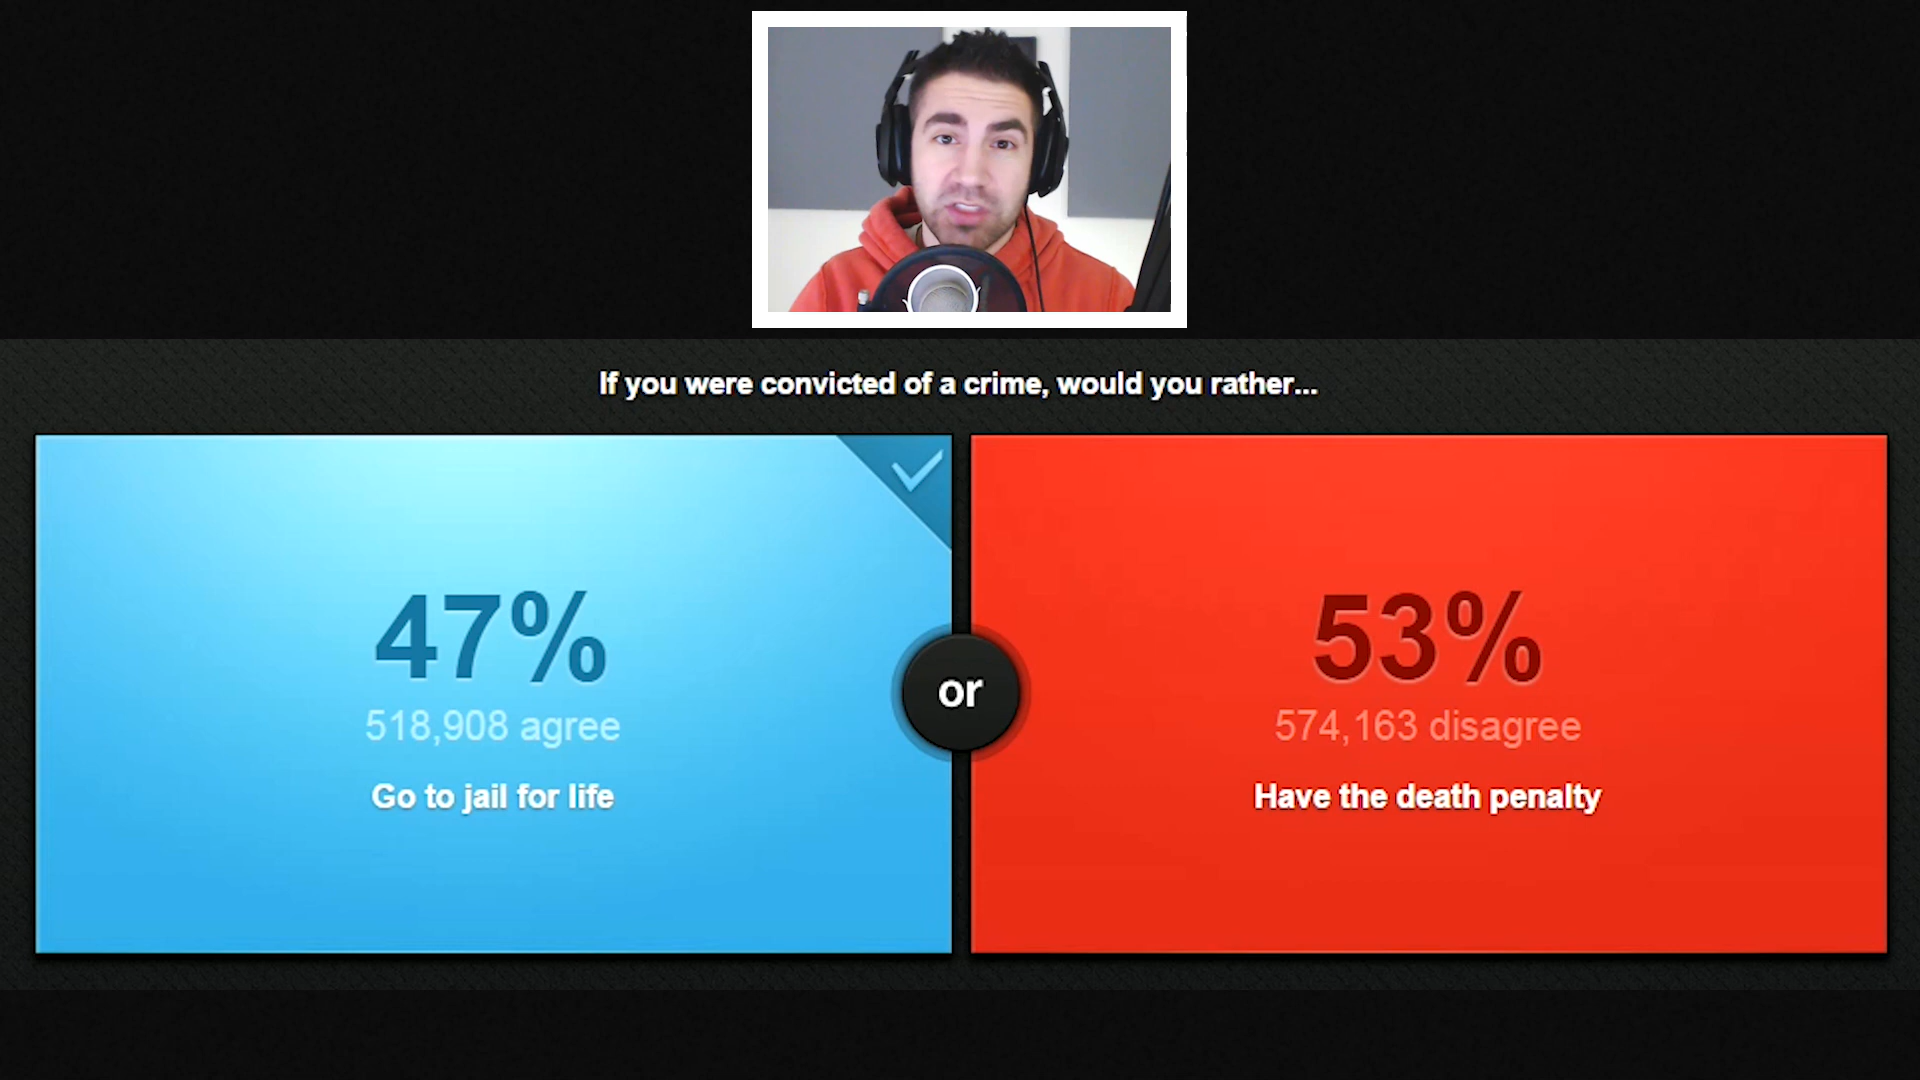 If you were convicted of a crime, would you rather...
47%
518,908 agree
Go to jail for life
or
53%
574,163 disagree
Have the death penalty